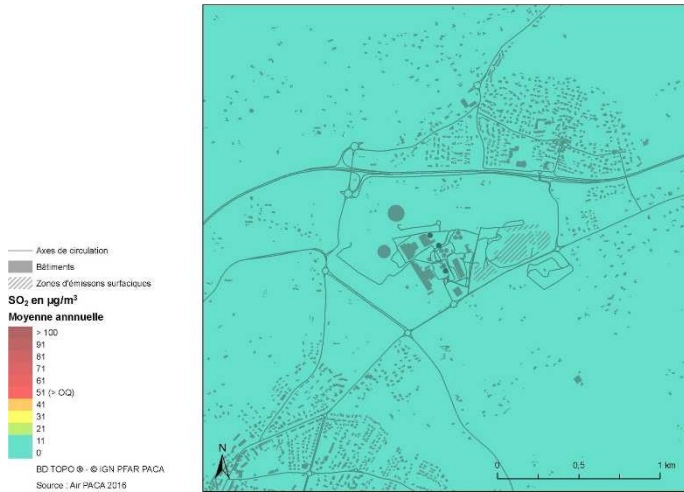 Axes de circulation
Bâtiments
Zones d'émissons surfaciques
SO₂ en µg/m³
Moyenne annnuelle
> 100
91
81
71
61
51 (> OQ)
41
31
21
11
0
BD TOPO ® - © IGN PFAR PACA
Source : Air PACA 2016
N
0 0,5 1 km